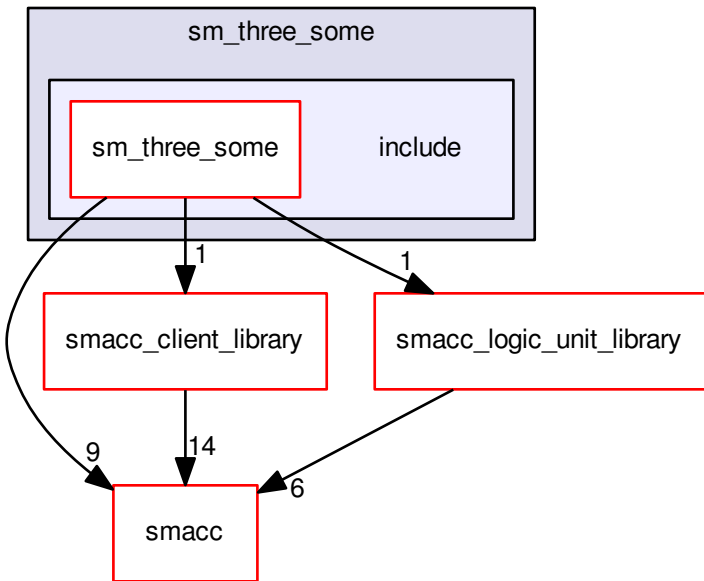 sm_three_some
sm_three_some
include
1
1
smacc_client_library
smacc_logic_unit_library
9
14
6
smacc